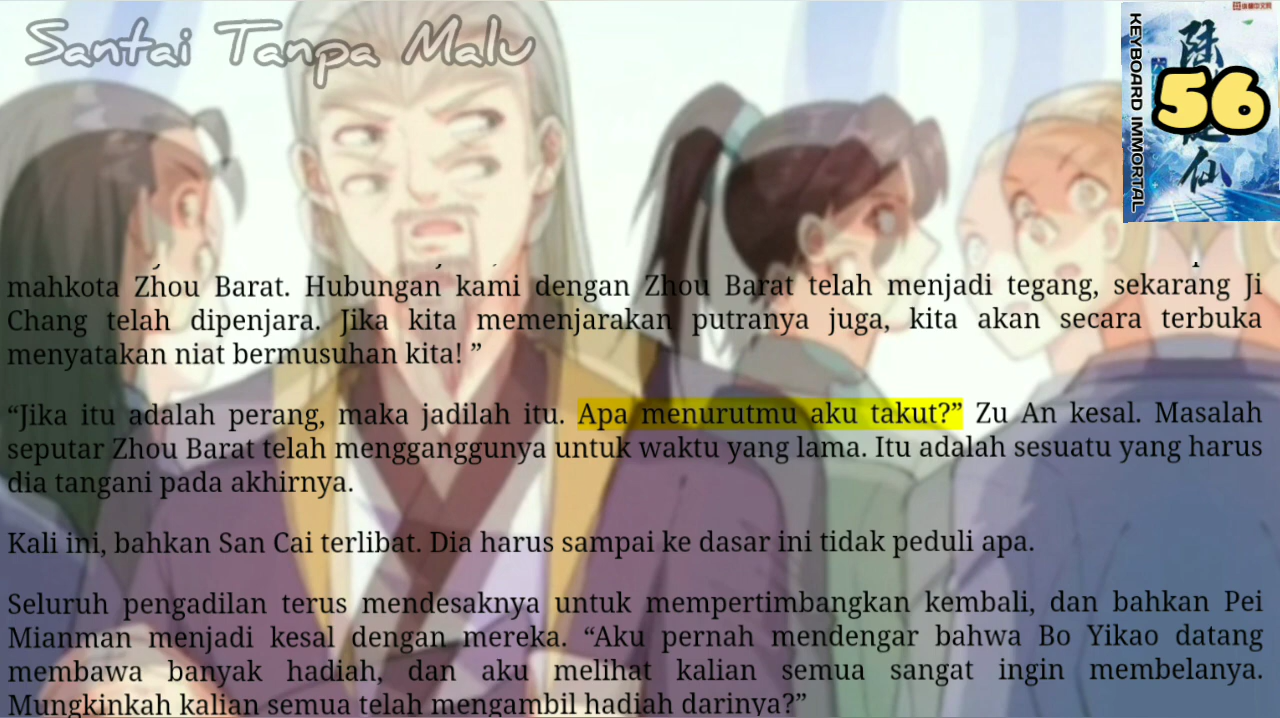 Santai Tanpa Malu
KEYBOARD IMMORTAL
56
仙
mahkota Zhou Barat. Hubungan kami dengan Zhou Barat telah menjadi tegang, sekarang Ji
Chang telah dipenjara. Jika kita memenjarakan putranya juga, kita akan secara terbuka
menyatakan niat bermusuhan kita! ”
“Jika itu adalah perang, maka jadilah itu. Apa menurutmu aku takut?” Zu An kesal. Masalah
seputar Zhou Barat telah mengganggunya untuk waktu yang lama. Itu adalah sesuatu yang harus
dia tangani pada akhirnya.
Kali ini, bahkan San Cai terlibat. Dia harus sampai ke dasar ini tidak peduli apa.
Seluruh pengadilan terus mendesaknya untuk mempertimbangkan kembali, dan bahkan Pei
Mianman menjadi kesal dengan mereka. “Aku pernah mendengar bahwa Bo Yikao datang
membawa banyak hadiah, dan aku melihat kalian semua sangat ingin membelanya.
Mungkinkah kalian semua telah mengambil hadiah darinya?”